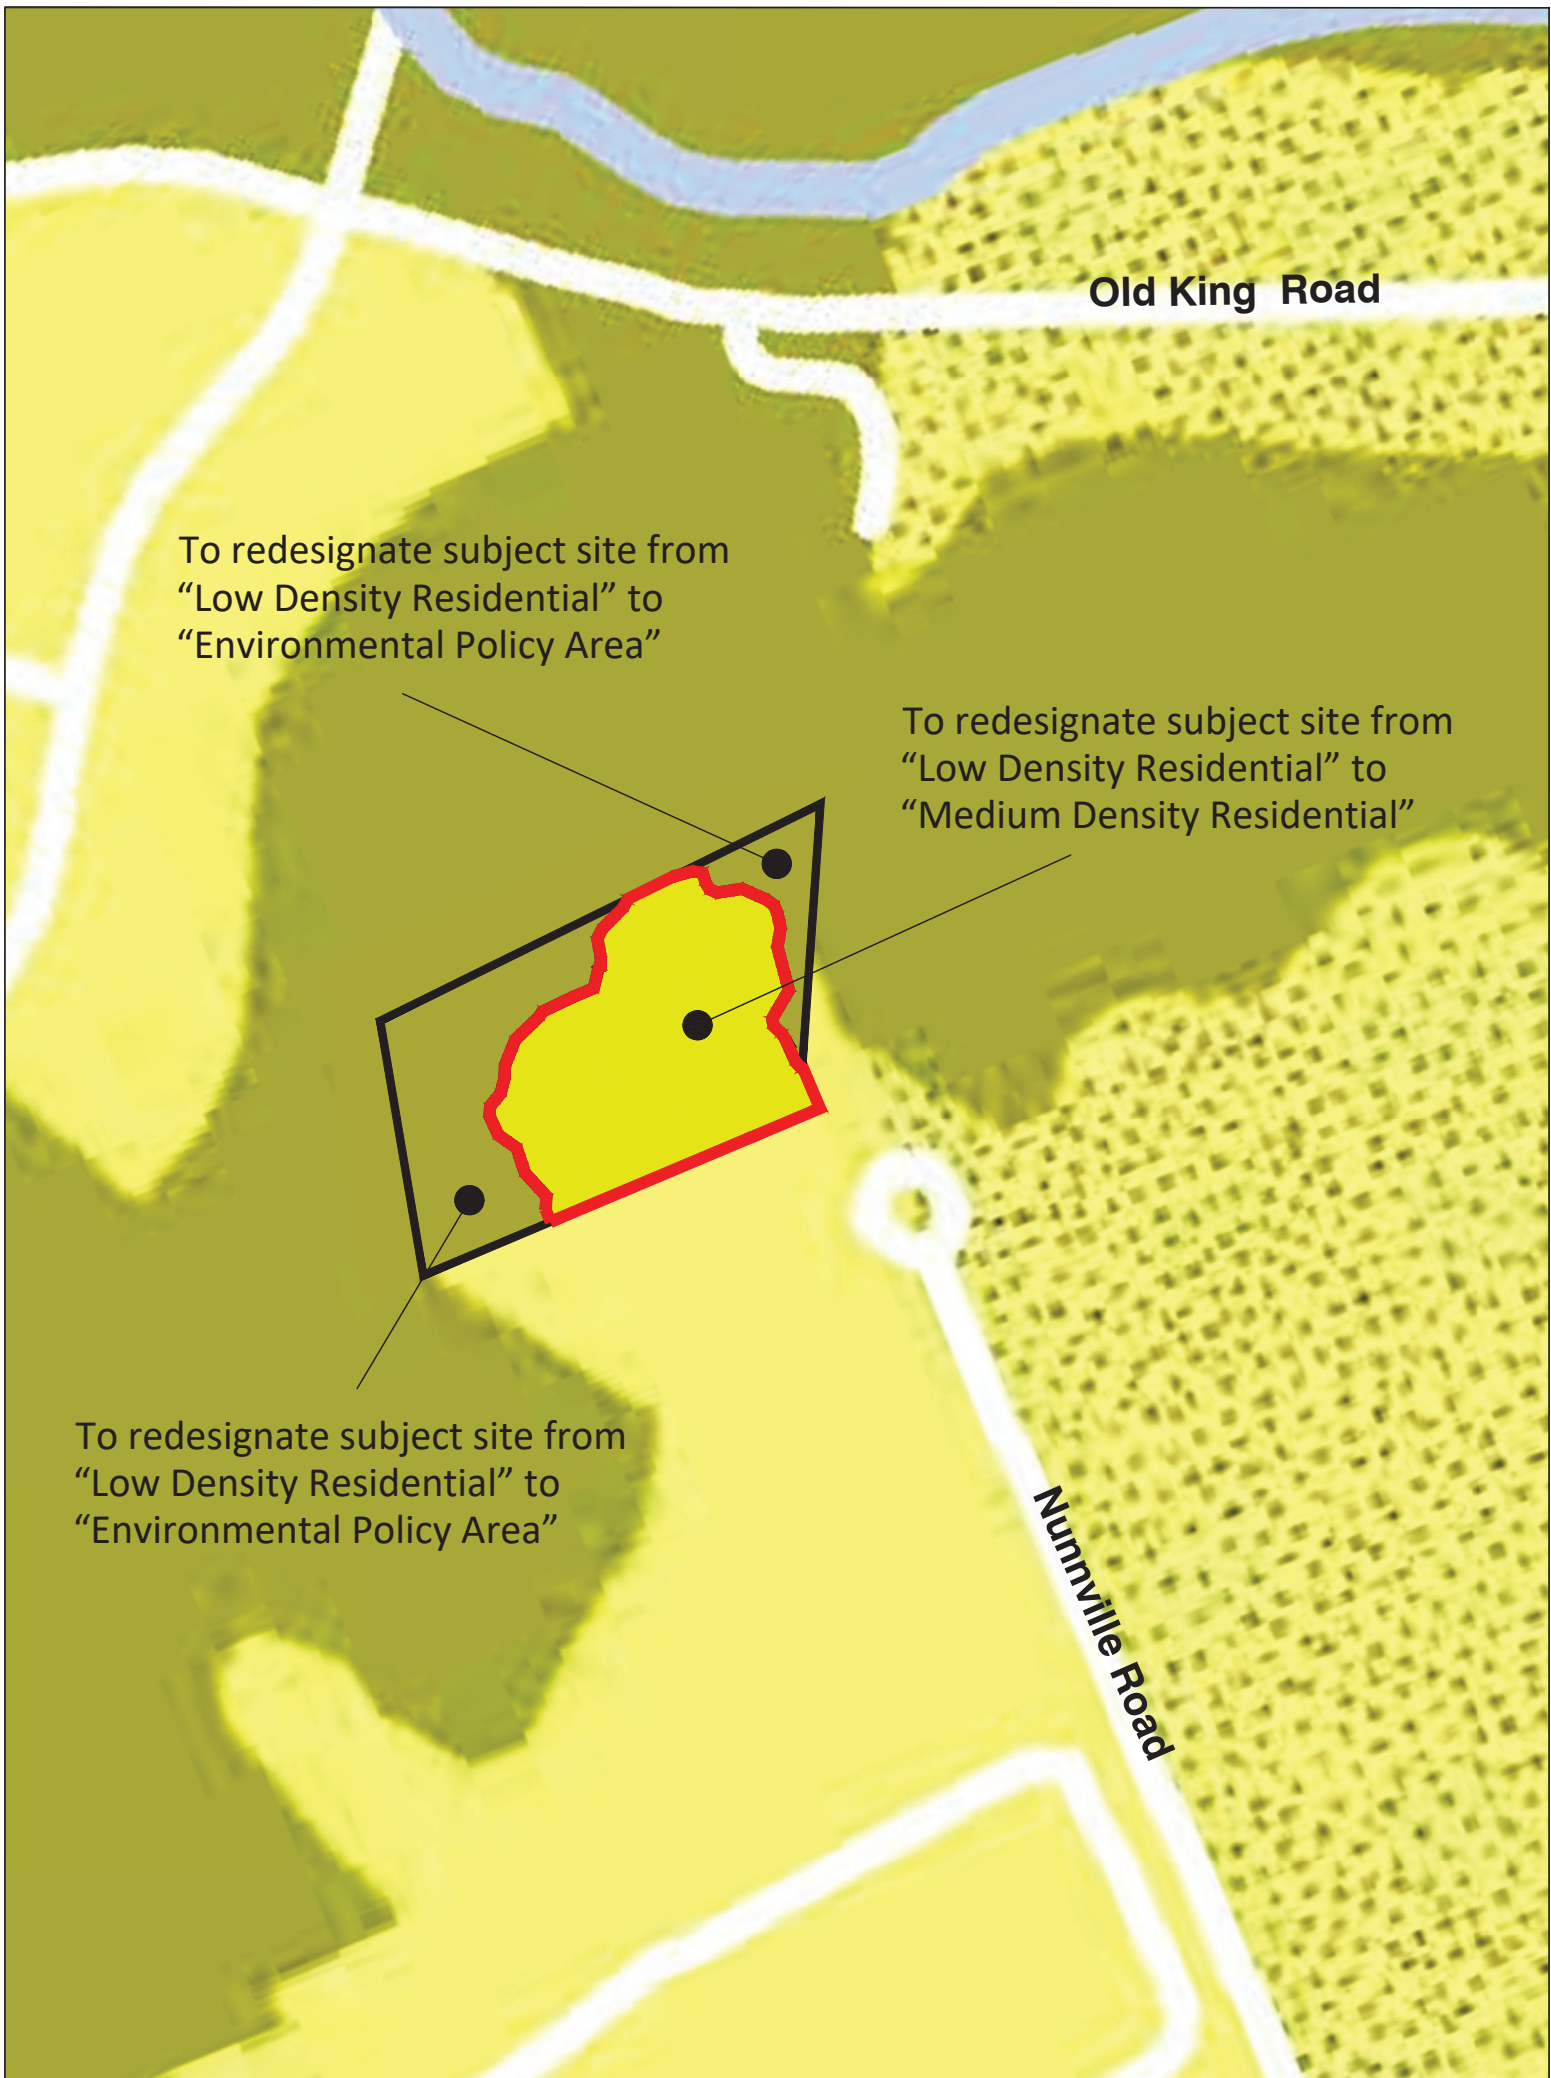 Old King Road
To redesignate subject site from
“Low Density Residential” to
“Environmental Policy Area”
To redesignate subject site from
“Low Density Residential” to
“Medium Density Residential”
To redesignate subject site from
“Low Density Residential” to
“Environmental Policy Area”
Nunnville Road